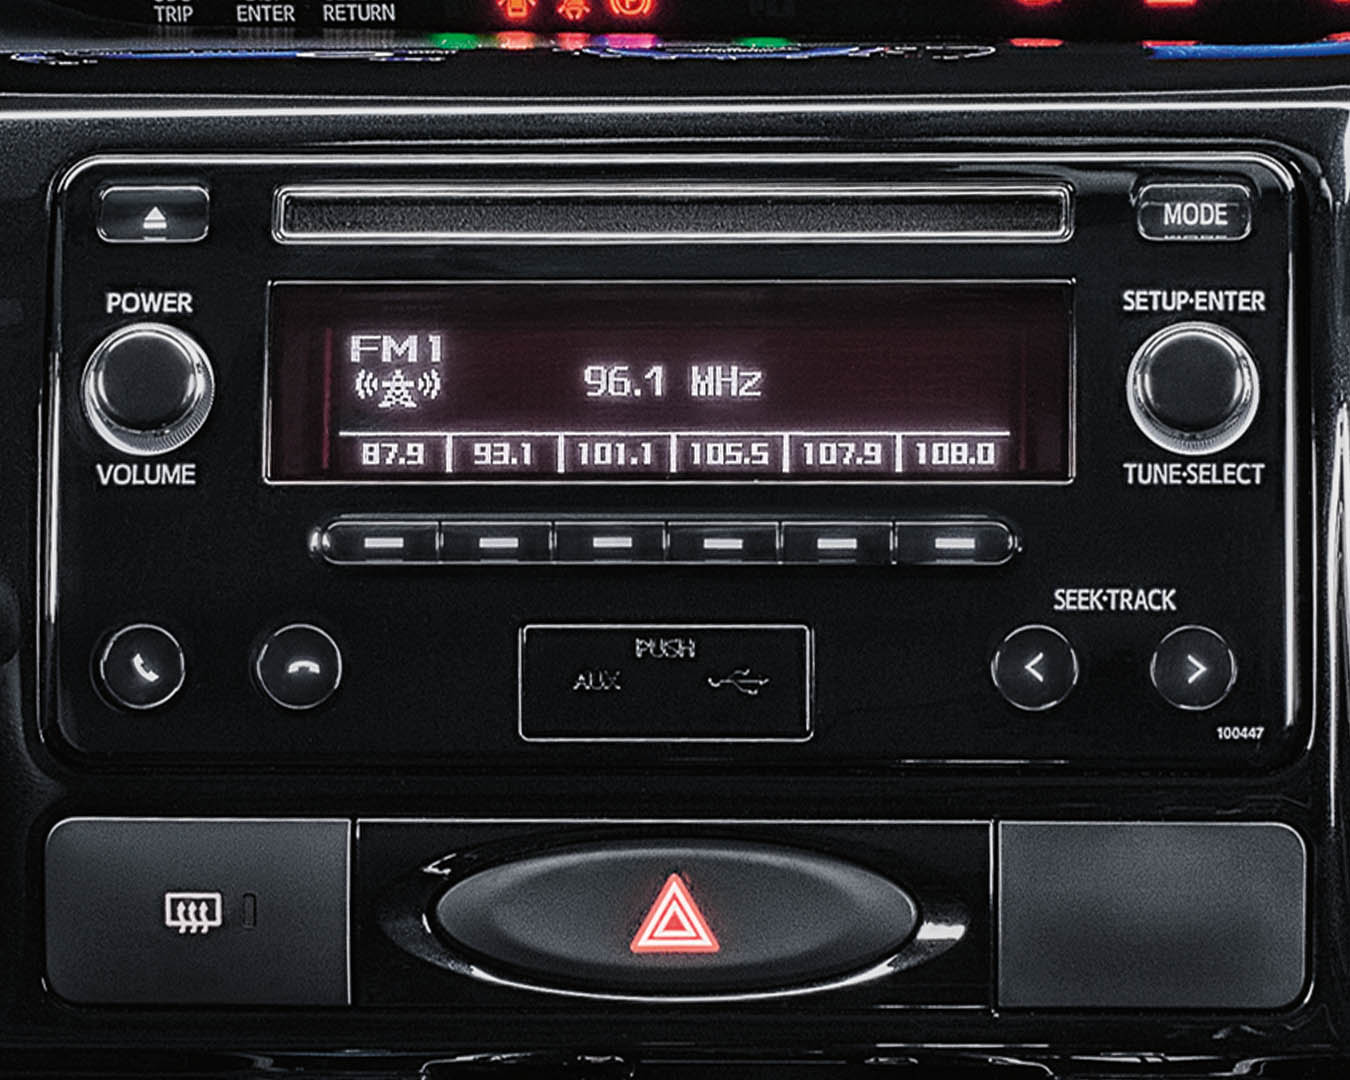 TRIP
ENTER
RETURN
MODE
POWER
SETUP·ENTER
FM1
96.1 MHz
VOLUME
TUNE·SELECT
87.9 93.1 101.1 105.5 107.9 108.0
SEEK·TRACK
PUSH
AUX
100447